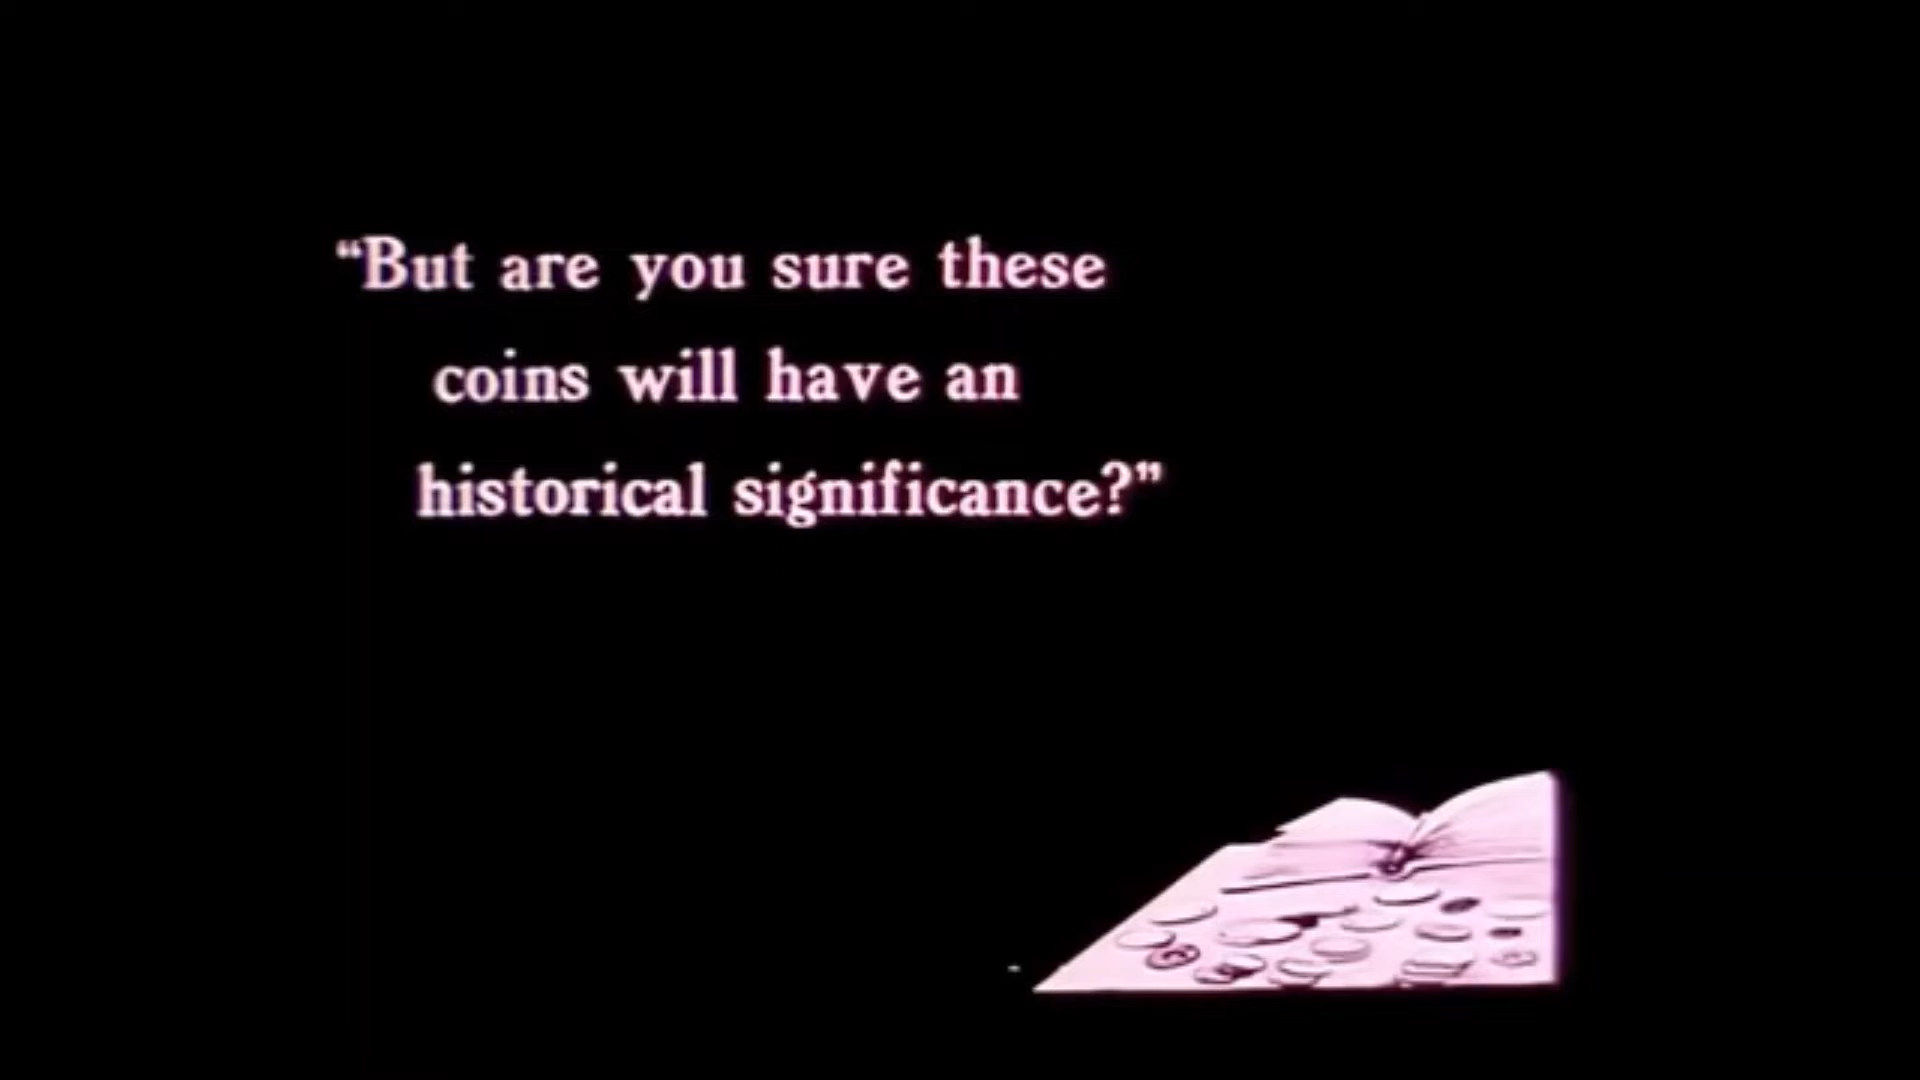 “But are you sure these
coins will have an
historical significance?”